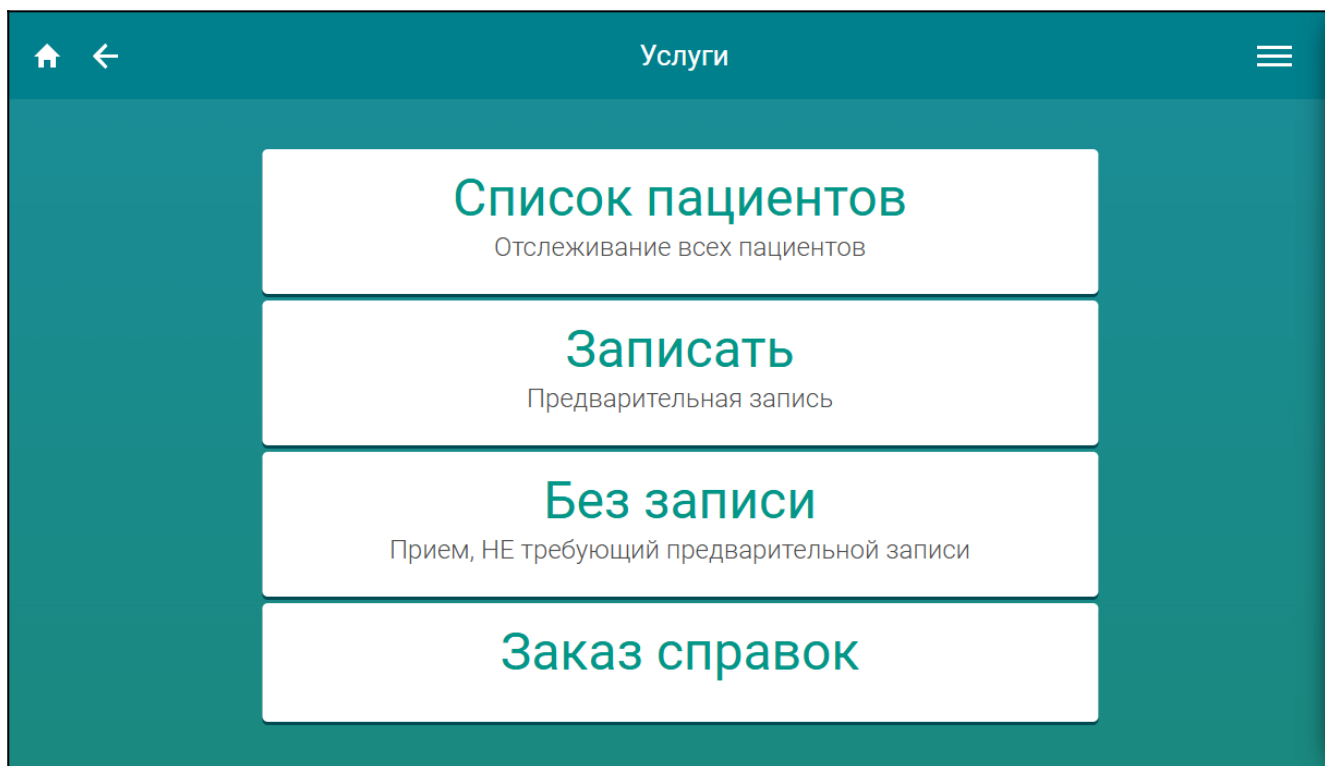 Услуги
Список пациентов
Отслеживание всех пациентов
Записать
Предварительная запись
Без записи
Прием, НЕ требующий предварительной записи
Заказ справок